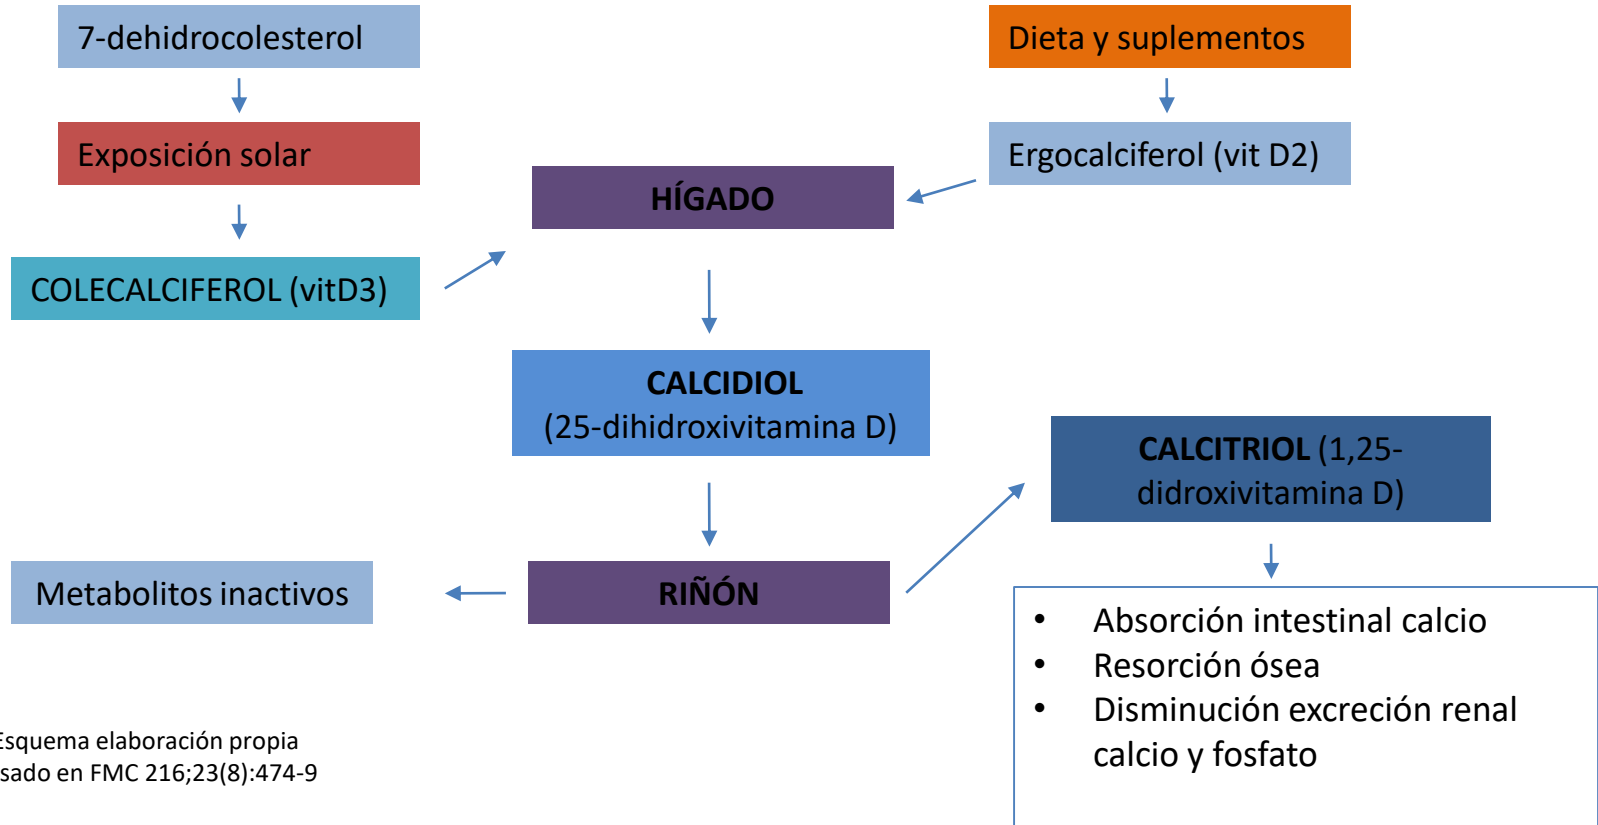 7-dehidrocolesterol
Dieta y suplementos
Exposición solar
Ergocalciferol (vit D2)
HÍGADO
COLECALCIFEROL (vitD3)
CALCIDIOL
(25-dihidroxivitamina D)
CALCITRIOL (1,25-
didroxivitamina D)
Metabolitos inactivos
RIÑÓN
• Absorción intestinal calcio
• Resorción ósea
• Disminución excreción renal
calcio y fosfato
Esquema elaboración propia
sado en FMC 216;23(8):474-9